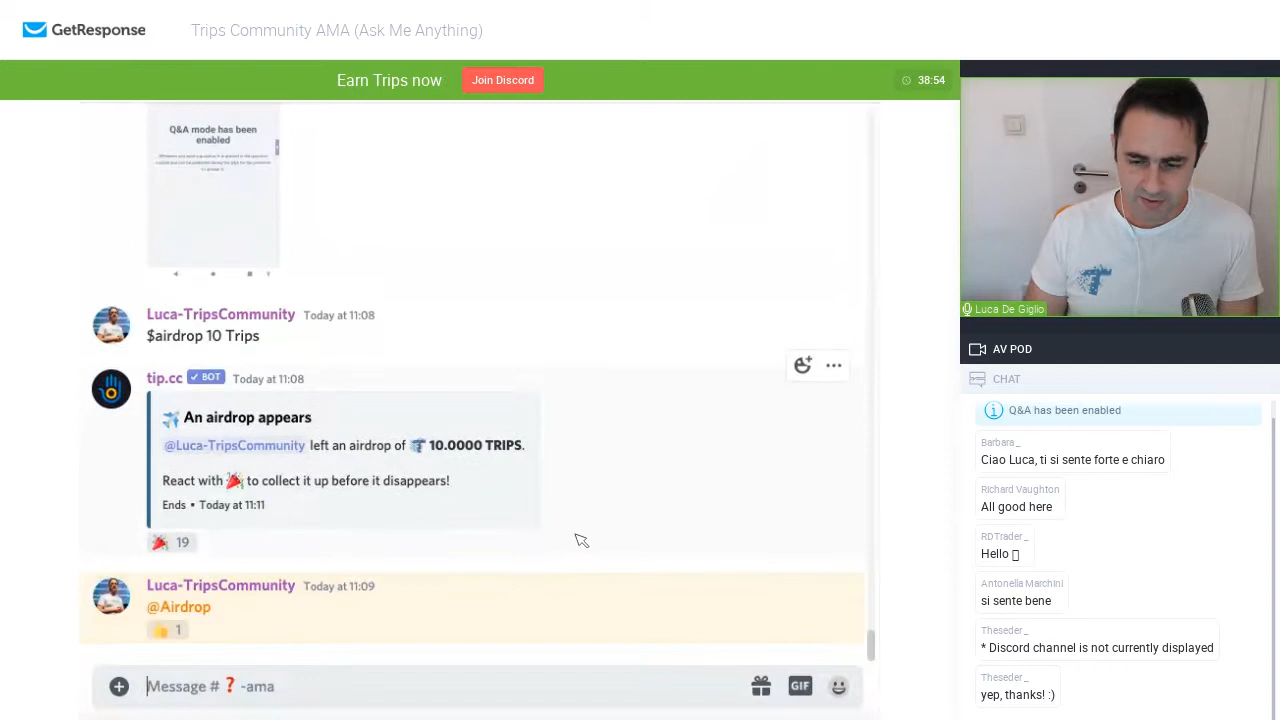 GetResponse
Trips Community AMA (Ask Me Anything)
Earn Trips now
Join Discord
38:54
Q&A mode has been
enabled
Luca-TripsCommunity Today at 11:08
$airdrop 10 Trips
tip.cc BOT Today at 11:08
An airdrop appears
@Luca-TripsCommunity left an airdrop of 10.0000 TRIPS.
React with to collect it up before it disappears!
Ends • Today at 11:11
19
Luca-TripsCommunity Today at 11:09
@Airdrop
1
Message # ❓ -ama
GIF
Luca De Giglio
AV POD
CHAT
Q&A has been enabled
Barbara _
Ciao Luca, ti si sente forte e chiaro
Richard Vaughton
All good here
RDTrader _
Hello
Antonella Marchini
si sente bene
Theseder _
* Discord channel is not currently displayed
Theseder _
yep, thanks! :)